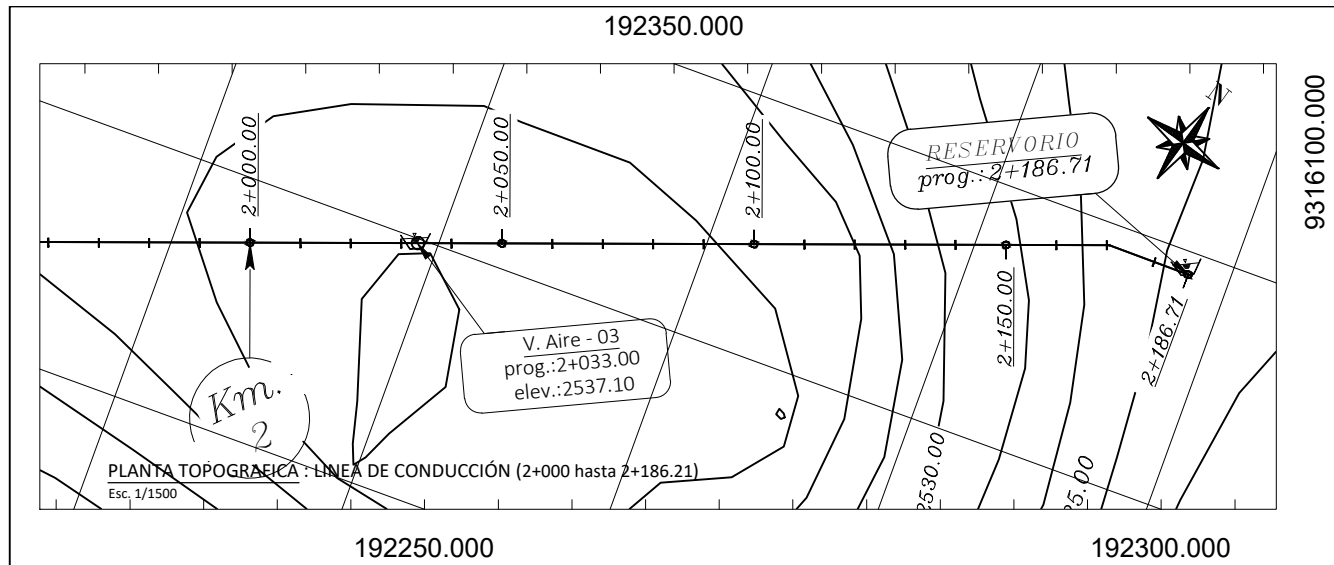 192350.000
9316100.000
N
RESERVORIO
prog.:2+186.71
2+000.00
2+050.00
2+100.00
2+150.00
2+186.71
V. Aire - 03
prog.:2+033.00
elev.:2537.10
Km.
2
2530.00
25.00
PLANTA TOPOGRAFICA : LINEA DE CONDUCCIÓN (2+000 hasta 2+186.21)
Esc. 1/1500
192250.000
192300.000